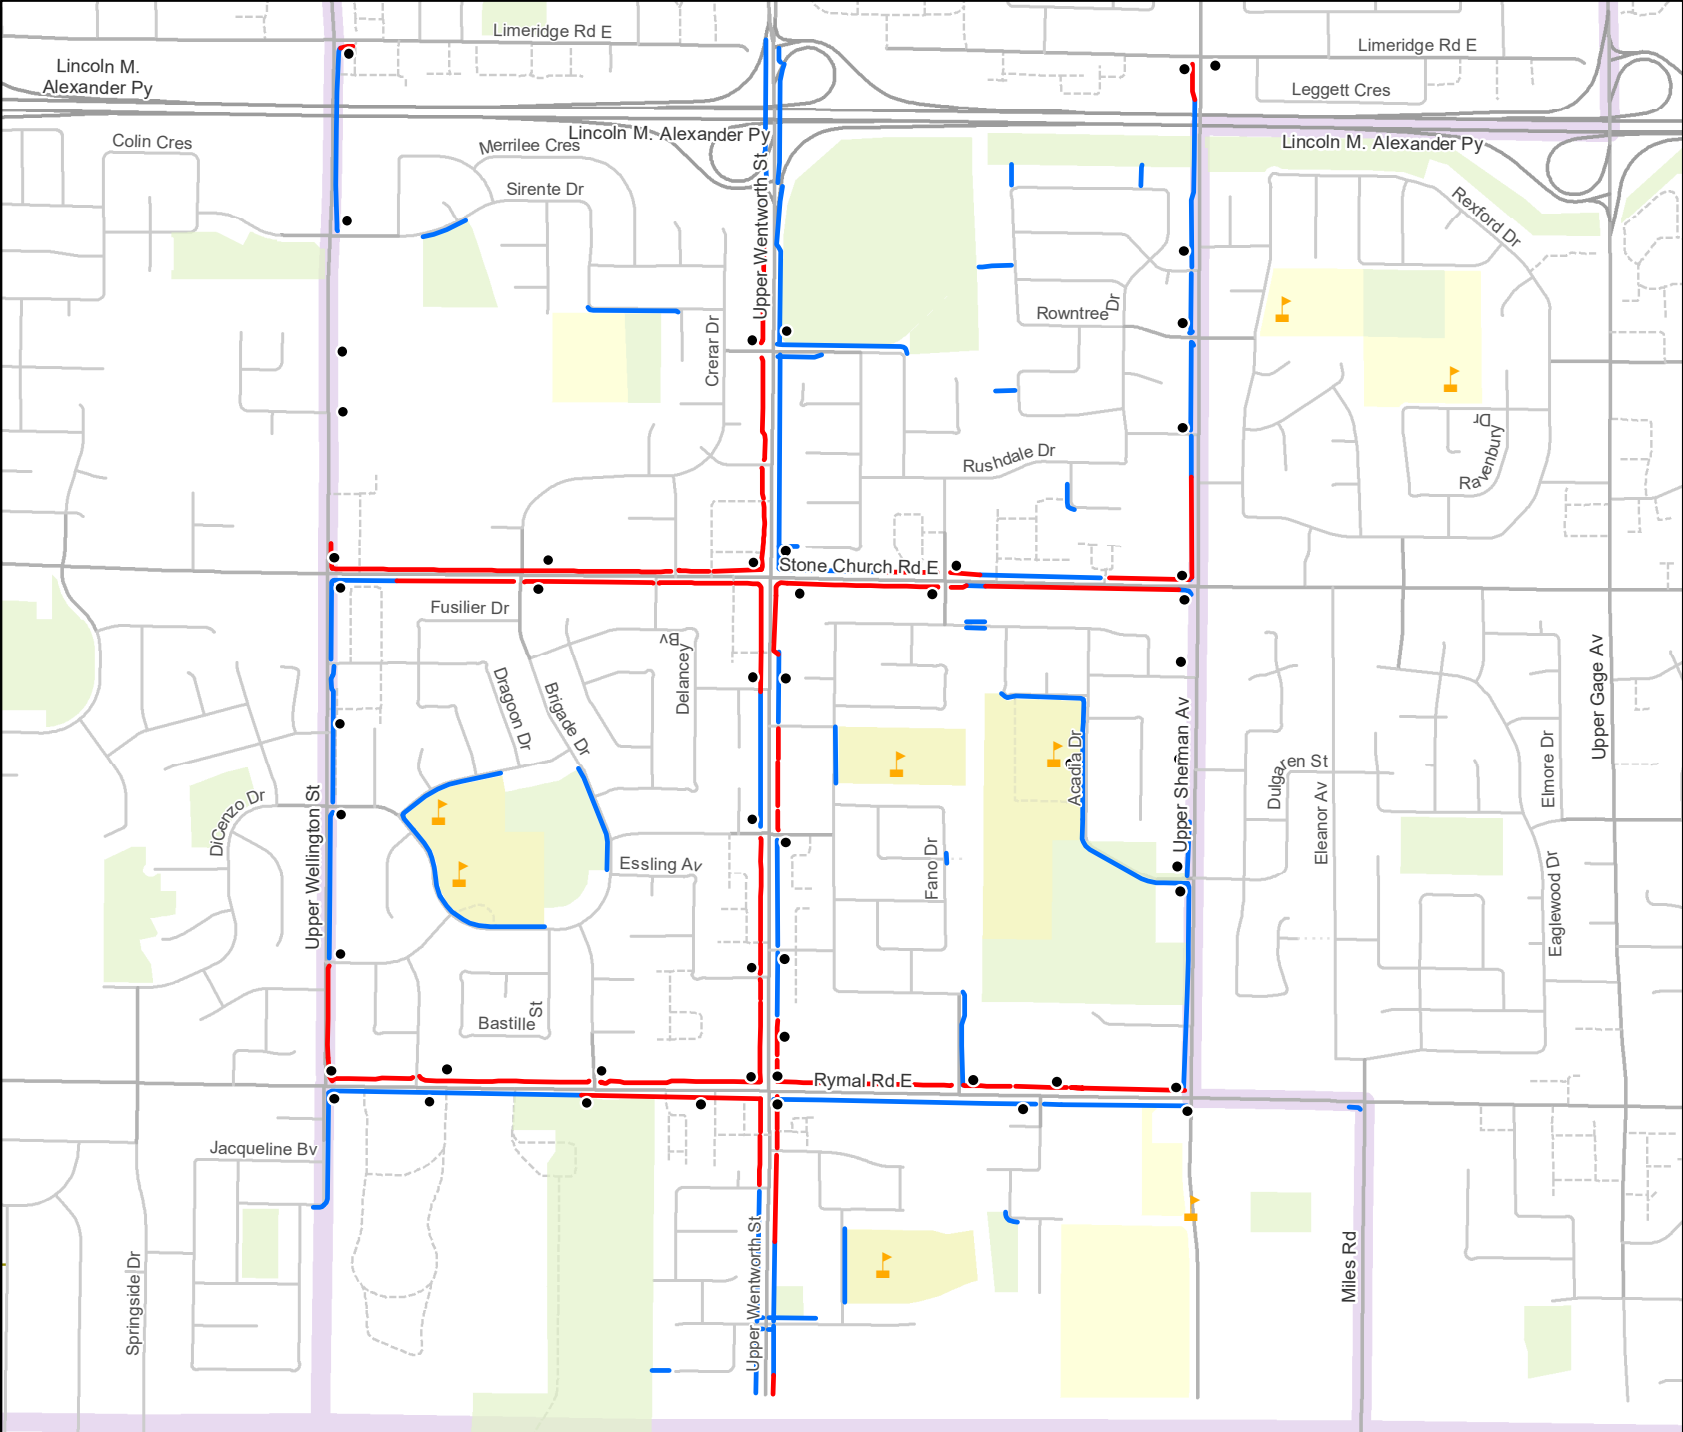 Limeridge Rd E
Limeridge Rd E
Lincoln M.
Alexander Py
Leggett Cres
Colin Cres
Merrilee Cres
Lincoln M. Alexander Py
Lincoln M. Alexander Py
Sirente Dr
Rexford Dr
Upper Wentworth St
Rowntree Dr
Crerar Dr
Rushdale Dr
Ravenbury Dr
Stone Church Rd E
Fusilier Dr
Delancey Bv
Dragoon Dr
Brigade Dr
Upper Gage Av
Upper Sherman Av
Acadia Dr
Dulgaren St
Elmore Dr
Eleanor Av
DiCenzo Dr
Upper Wellington St
Essling Av
Fano Dr
Eaglewood Dr
Bastille St
Rymal Rd E
Jacqueline Bv
Springside Dr
Upper Wentworth St
Miles Rd